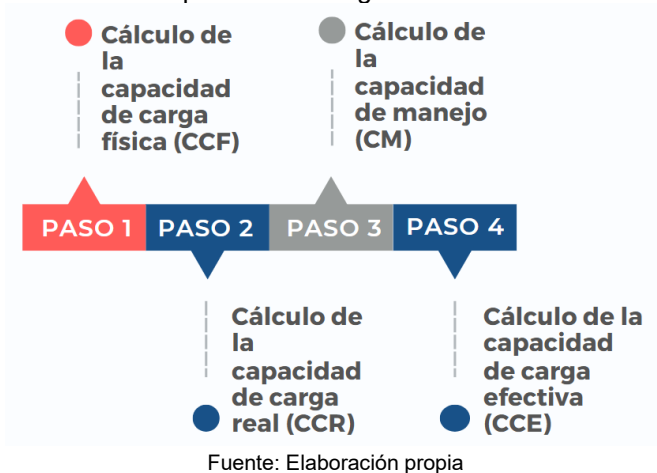 Cálculo de
la
capacidad
de carga
física (CCF)
Cálculo de
la
capacidad
de manejo
(CM)
PASO 1
PASO 2
PASO 3
PASO 4
Cálculo de
la
capacidad
de carga
real (CCR)
Cálculo de la
capacidad
de carga
efectiva
(CCE)
Fuente: Elaboración propia